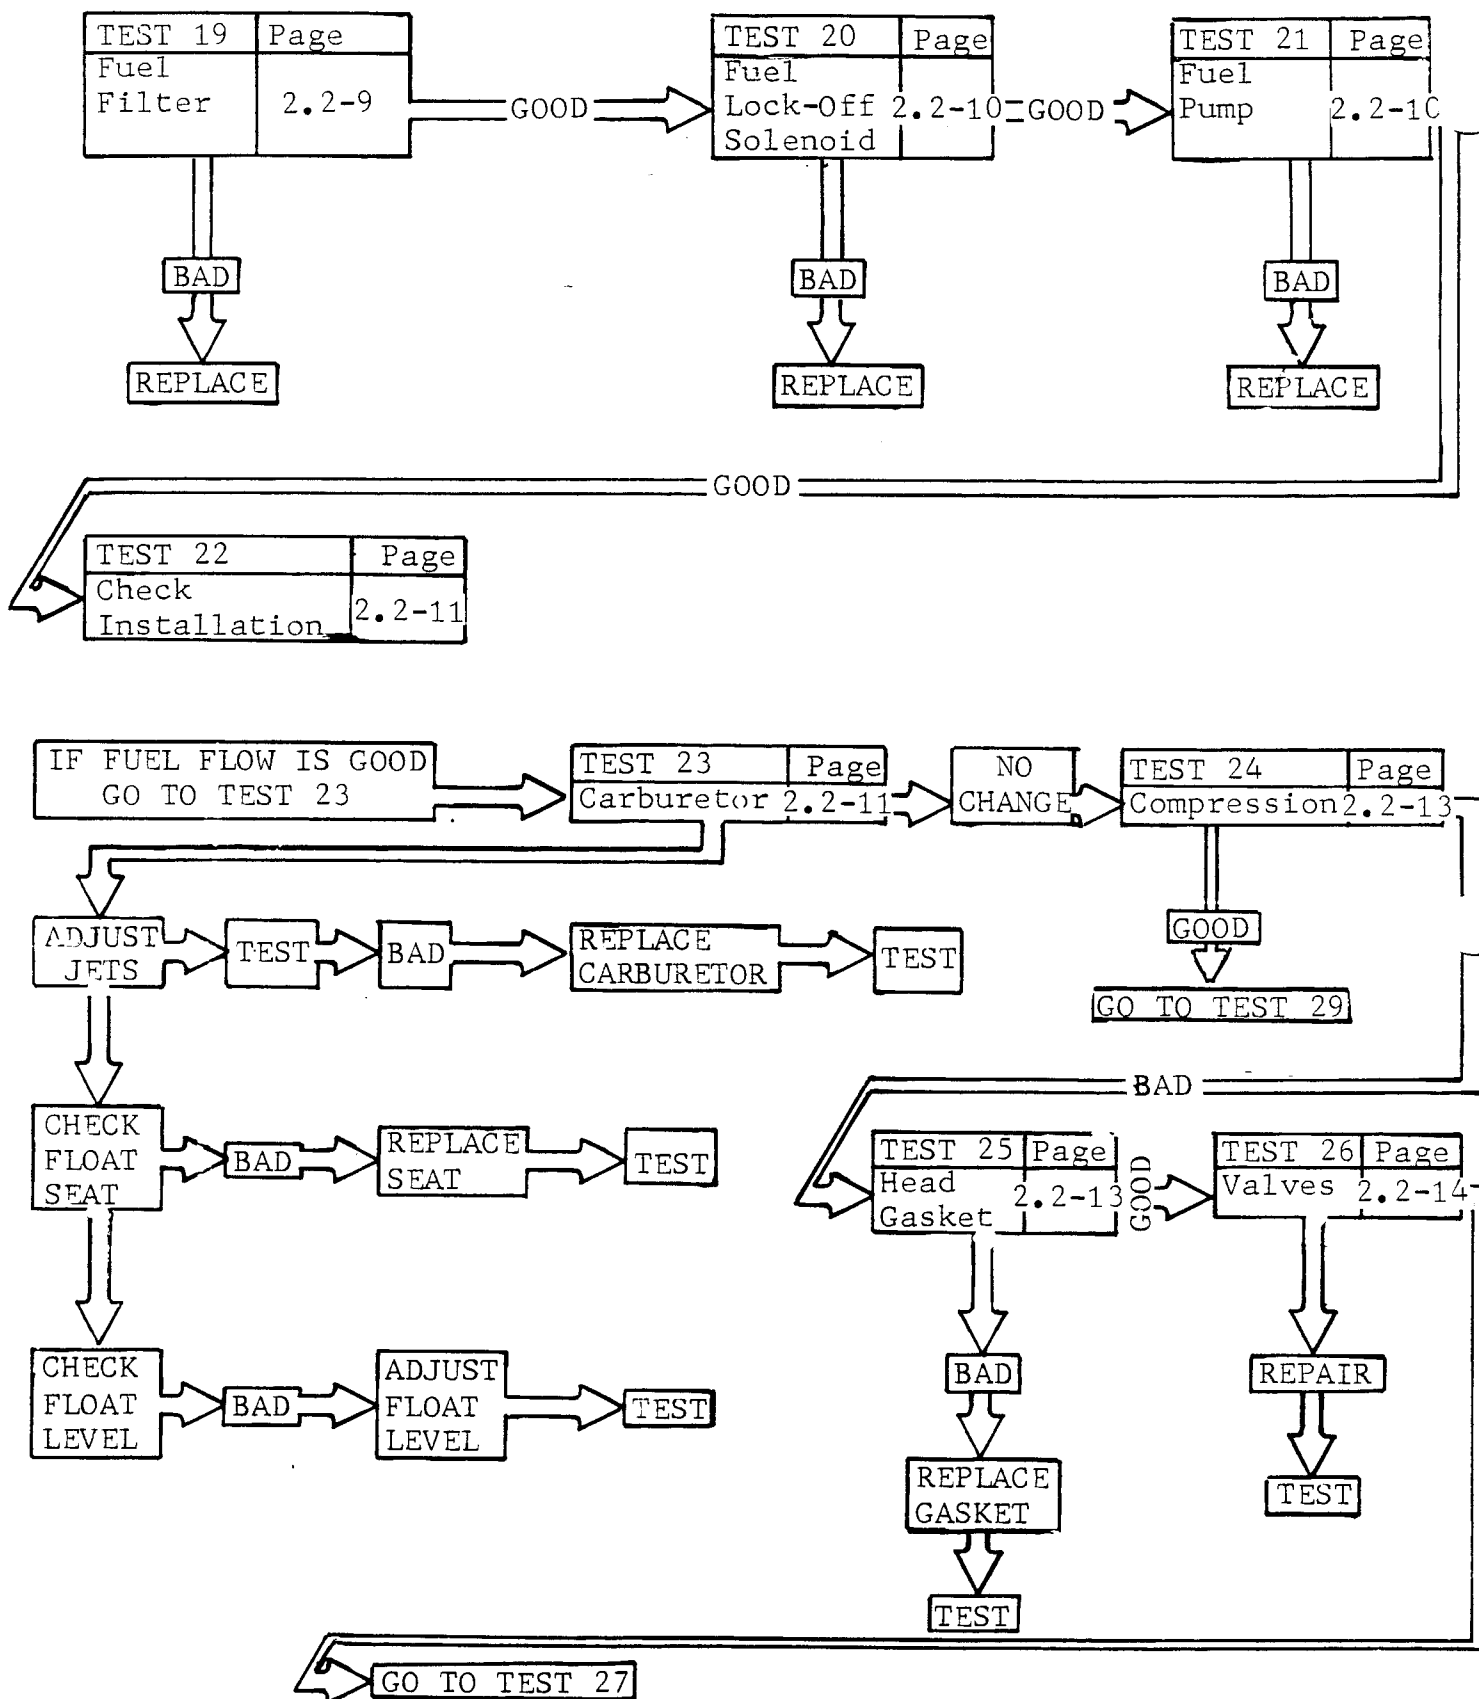 TEST 19 Page
Fuel
Filter 2.2-9
GOOD
TEST 20 Page
Fuel
Lock-Off 2.2-10
Solenoid
GOOD
TEST 21 Page
Fuel
Pump 2.2-10
BAD
BAD
BAD
REPLACE
REPLACE
REPLACE
GOOD
TEST 22 Page
Check
Installation 2.2-11
IF FUEL FLOW IS GOOD
GO TO TEST 23
TEST 23 Page
Carburetor 2.2-11
NO
CHANGE
TEST 24 Page
Compression 2.2-13
GOOD
GO TO TEST 29
ADJUST
JETS
TEST
BAD
REPLACE
CARBURETOR
TEST
BAD
CHECK
FLOAT
SEAT
BAD
REPLACE
SEAT
TEST
TEST 25 Page
Head
Gasket 2.2-13
GOOD
TEST 26 Page
Valves 2.2-14
CHECK
FLOAT
LEVEL
BAD
ADJUST
FLOAT
LEVEL
TEST
BAD
REPLACE
GASKET
TEST
REPAIR
TEST
GO TO TEST 27